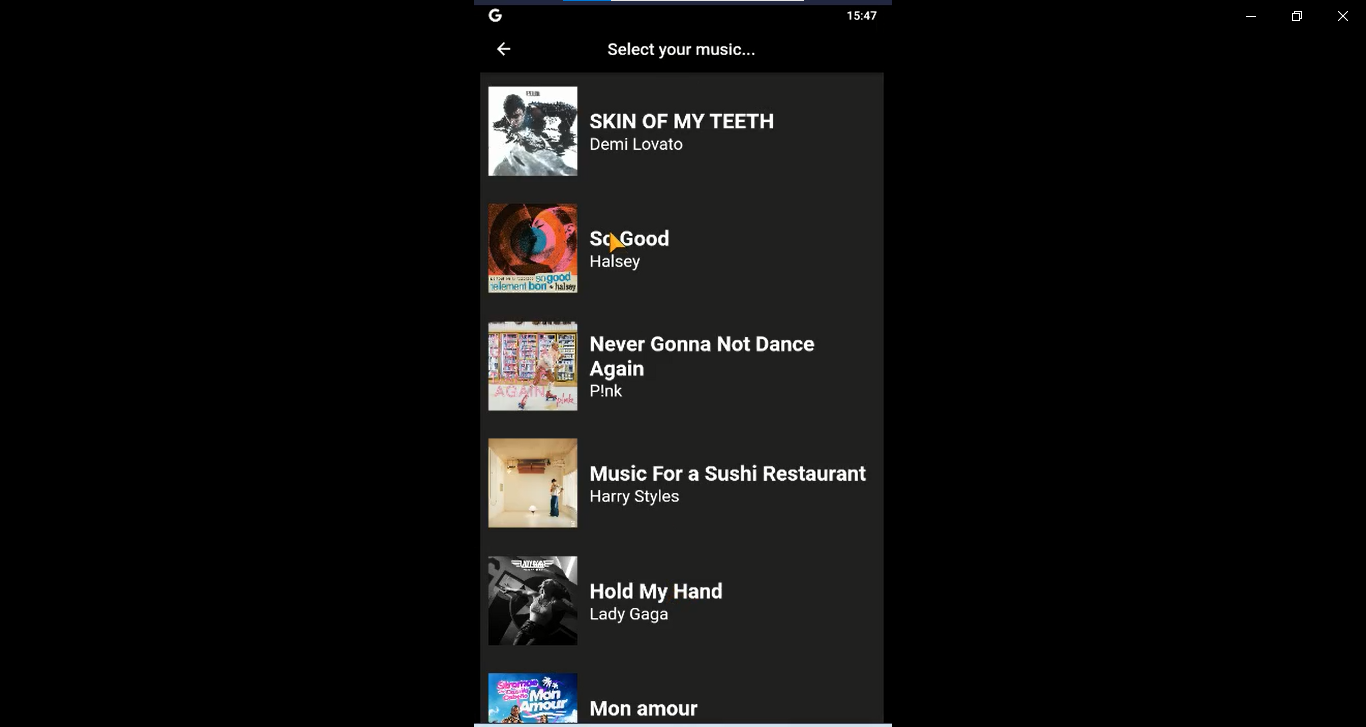 G 15:47
Select your music...
SKIN OF MY TEETH
Demi Lovato
So Good
Halsey
so good
tellement bon • halsey
Never Gonna Not Dance
Again
P!nk
AGAIN
p!nk
Music For a Sushi Restaurant
Harry Styles
Hold My Hand
Lady Gaga
Mon
Amour
Mon amour